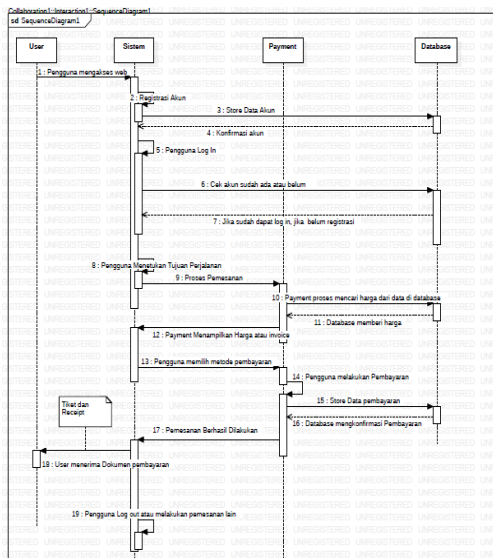 Collaboration1::Interaction1::SequenceDiagram1
sd SequenceDiagram1
User
Sistem
Payment
Database
1 : Pengguna mengakses web
2 : Registrasi Akun
3 : Store Data Akun
4 : Konfirmasi akun
5 : Pengguna Log In
6 : Cek akun sudah ada atau belum
7 : Jika sudah dapat log in, jika belum registrasi
8 : Pengguna Menetukan Tujuan Perjalanan
9 : Proses Pemesanan
10 : Payment proses mencari harga dari data di database
11 : Database memberi harga
12 : Payment Menampilkan Harga atau invoice
13 : Pengguna memilih metode pembayaran
14 : Pengguna melakukan Pembayaran
15 : Store Data pembayaran
16 : Database mengkonfirmasi Pembayaran
Tiket dan
Receipt
17 : Pemesanan Berhasil Dilakukan
18 : User menerima Dokumen pembayaran
19 : Pengguna Log out atau melakukan pemesanan lain
UNREGISTERED